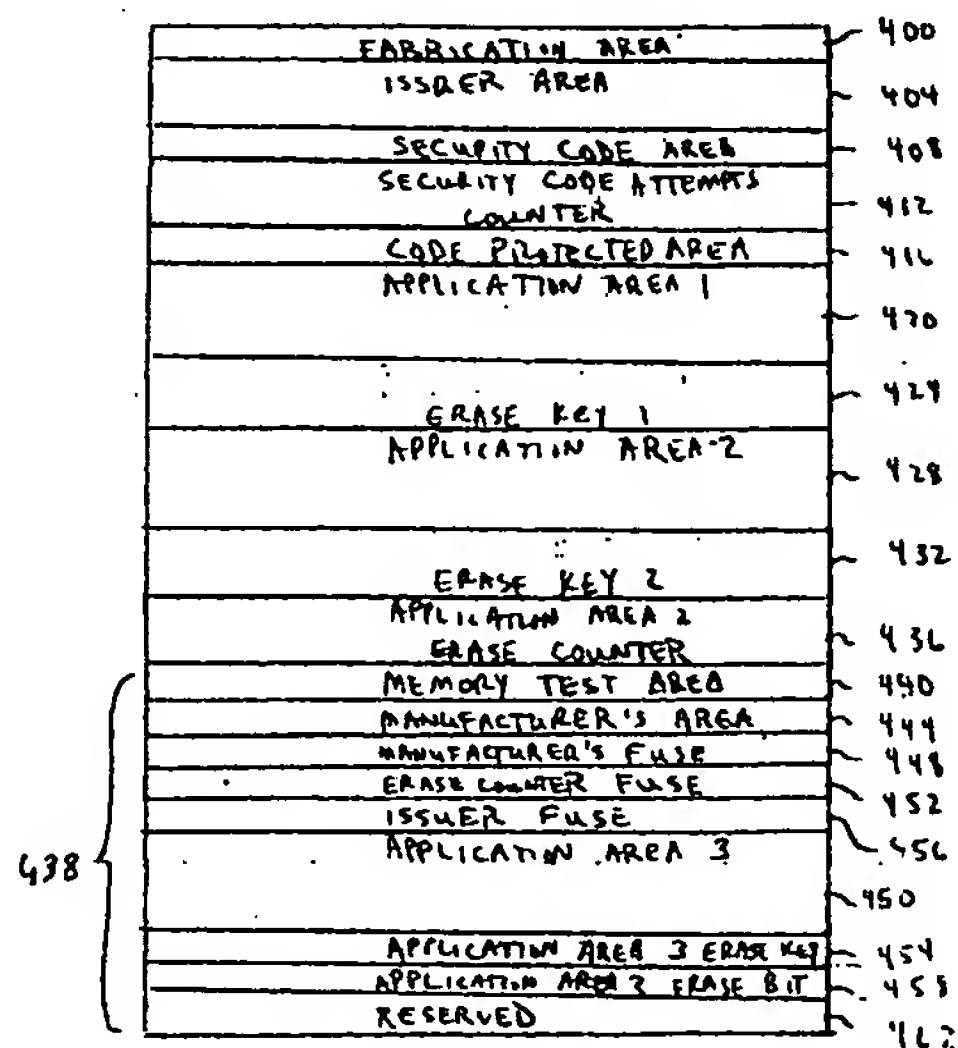 FABRICATION AREA 400
ISSUER AREA 404
SECURITY CODE AREA 408
SECURITY CODE ATTEMPTS
COUNTER 412
CODE PROTECTED AREA 416
APPLICATION AREA 1
420
424
ERASE KEY 1
APPLICATION AREA 2
428
432
ERASE KEY 2
APPLICATION AREA 2
ERASE COUNTER 436
MEMORY TEST AREA 440
MANUFACTURER'S AREA 444
MANUFACTURER'S FUSE 448
ERASE COUNTER FUSE 452
ISSUER FUSE 456
APPLICATION AREA 3
438
450
APPLICATION AREA 3 ERASE KEY 454
APPLICATION AREA ERASE BIT 458
RESERVED